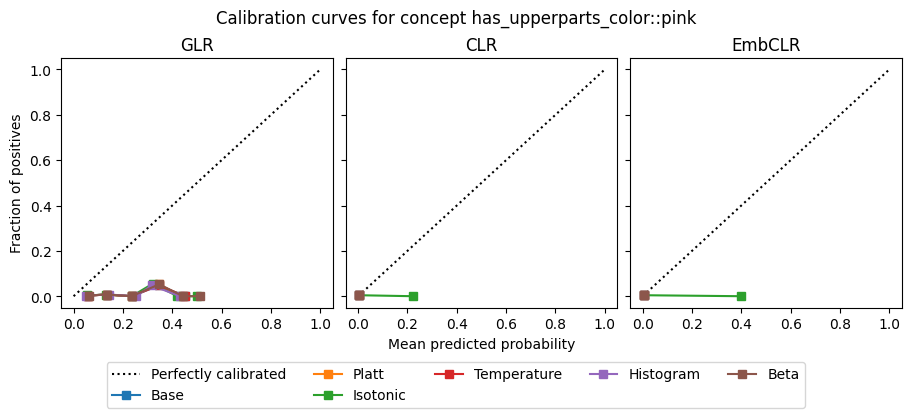 Calibration curves for concept has_upperparts_color::pink
GLR
CLR
EmbCLR
Fraction of positives
1.0
0.8
0.6
0.4
0.2
0.0
0.0 0.2 0.4 0.6 0.8 1.0
0.0 0.2 0.4 0.6 0.8 1.0
0.0 0.2 0.4 0.6 0.8 1.0
Mean predicted probability
Perfectly calibrated Platt Temperature Histogram Beta
Base Isotonic